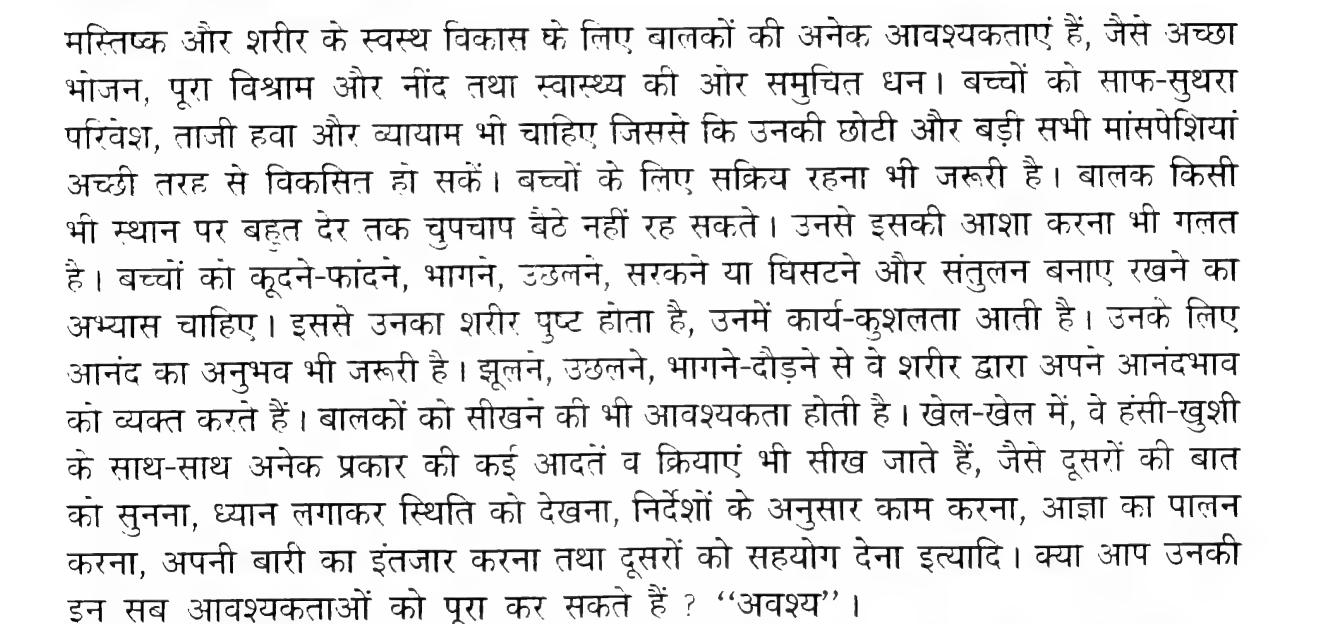 मस्तिष्क और शरीर के स्वस्थ विकास के लिए बालकों की अनेक आवश्यकताएं हैं, जैसे अच्छा
भोजन, पूरा विश्राम और नींद तथा स्वास्थ्य की ओर समुचित धन। बच्चों को साफ-सुथरा
परिवेश, ताजी हवा और व्यायाम भी चाहिए जिससे कि उनकी छोटी और बड़ी सभी मांसपेशियां
अच्छी तरह से विकसित हो सकें। बच्चों के लिए सक्रिय रहना भी जरूरी है। बालक किसी
भी स्थान पर बहुत देर तक चुपचाप बैठे नहीं रह सकते। उनसे इसकी आशा करना भी गलत
है। बच्चों को कूदने-फांदने, भागने, उछलने, सरकने या घिसटने और संतुलन बनाए रखने का
अभ्यास चाहिए। इससे उनका शरीर पुष्ट होता है, उनमें कार्य-कुशलता आती है। उनके लिए
आनंद का अनुभव भी जरूरी है। झूलने, उछलने, भागने-दौड़ने से वे शरीर द्वारा अपने आनंदभाव
को व्यक्त करते हैं। बालकों को सीखने की भी आवश्यकता होती है। खेल-खेल में, वे हंसी-खुशी
के साथ-साथ अनेक प्रकार की कई आदतें व क्रियाएं भी सीख जाते हैं, जैसे दूसरों की बात
को सुनना, ध्यान लगाकर स्थिति को देखना, निर्देशों के अनुसार काम करना, आज्ञा का पालन
करना, अपनी बारी का इंतजार करना तथा दूसरों को सहयोग देना इत्यादि। क्या आप उनकी
इन सब आवश्यकताओं को पूरा कर सकते हैं ? “अवश्य”।